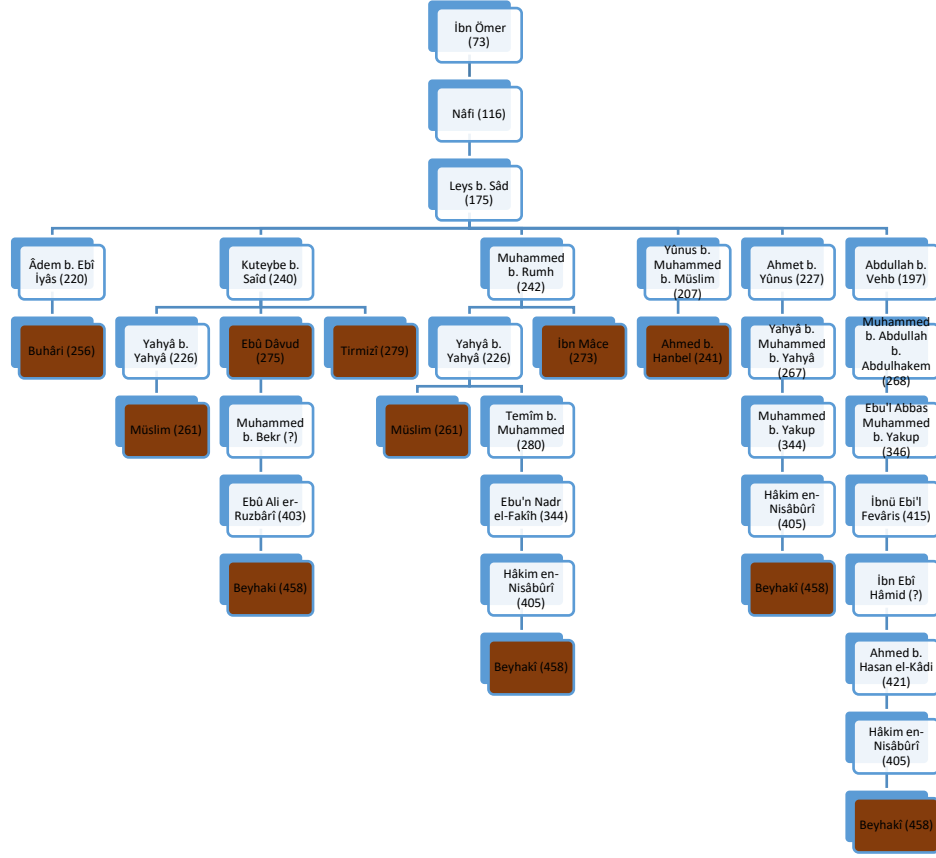 İbn Ömer
(73)
Nâfi (116)
Leys b. Sâd
(175)
Âdem b. Ebî
İyâs (220)
Kuteybe b.
Saîd (240)
Muhammed
b. Rumh
(242)
Yûnus b.
Muhammed
b. Müslim
(207)
Ahmet b.
Yûnus (227)
Abdullah b.
Vehb (197)
Buhâri (256)
Yahyâ b.
Yahyâ (226)
Ebû Dâvud
(275)
Tirmizî (279)
Yahyâ b.
Yahyâ (226)
İbn Mâce
(273)
Ahmed b.
Hanbel (241)
Yahyâ b.
Muhammed
b. Yahyâ
(267)
Muhammed
b. Abdullah
b.
Abdulhakem
(268)
Müslim (261)
Muhammed
b. Bekr (?)
Müslim (261)
Temîm b.
Muhammed
(280)
Muhammed
b. Yakup
(344)
Ebu'l Abbas
Muhammed
b. Yakup
(346)
Ebû Ali er-
Ruzbârî (403)
Ebu'n Nadr
el-Fakîh (344)
Hâkim en-
Nisâbûrî
(405)
İbnü Ebi'l
Fevâris (415)
Beyhaki (458)
Hâkim en-
Nisâbûrî
(405)
Beyhakî (458)
İbn Ebî
Hâmid (?)
Beyhakî (458)
Ahmed b.
Hasan el-Kâdi
(421)
Hâkim en-
Nisâbûrî
(405)
Beyhakî (458)